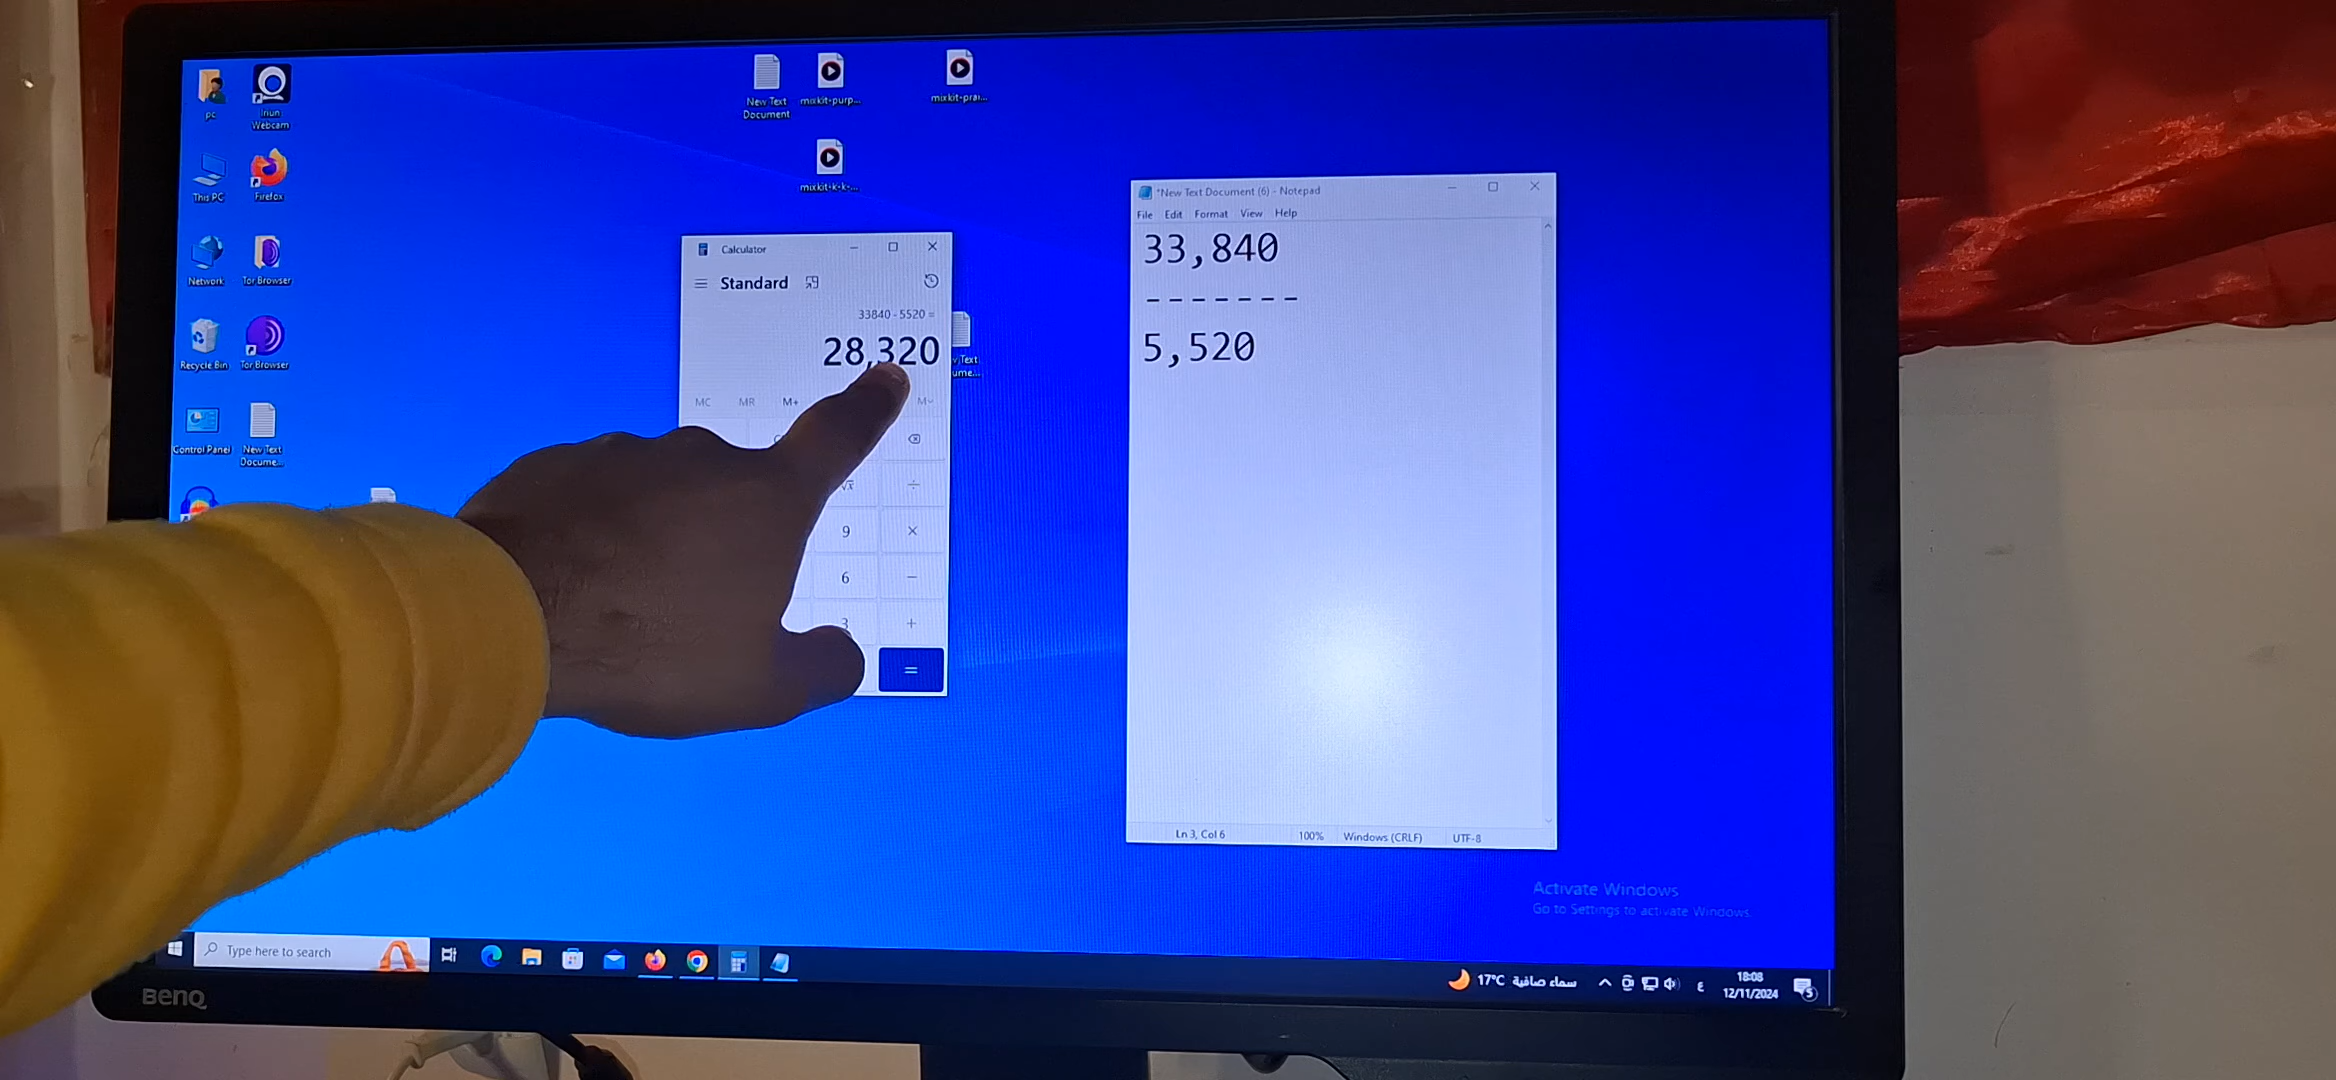 pc
Iriun
Webcam
This PC
Firefox
Network
Tor Browser
Recycle Bin
Tor Browser
Control Panel
New Text
Docume...
New Text
Document
mixkit-purp...
mixkit-prai...
mixkit-k-k-...
Calculator
Standard
33840 - 5520 =
28,320
MC MR M+ M˅
÷
9 ×
6 −
3 +
=
Text
ume...
*New Text Document (6) - Notepad
File Edit Format View Help
33,840
-------
5,520
Ln 3, Col 6 100% Windows (CRLF) UTF-8
Activate Windows
Go to Settings to activate Windows.
Type here to search
17°C سماء صافية
ع
18:08
12/11/2024
5
BenQ